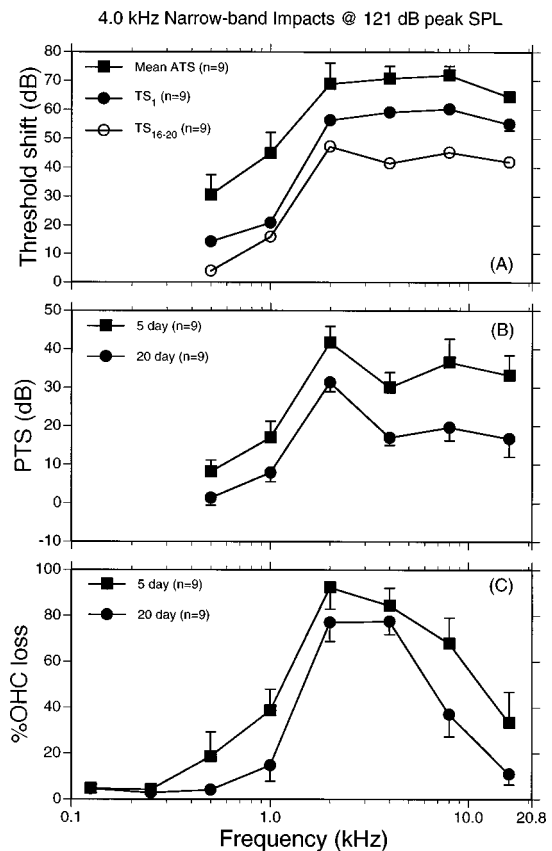 4.0 kHz Narrow-band Impacts @ 121 dB peak SPL
80
70
60
50
40
30
20
10
0
Threshold shift (dB)
Mean ATS (n=9)
TS1 (n=9)
TS16-20 (n=9)
(A)
50
40
30
20
10
0
-10
PTS (dB)
5 day (n=9)
20 day (n=9)
(B)
100
80
60
40
20
0
%OHC loss
5 day (n=9)
20 day (n=9)
(C)
0.1 1.0 10.0 20.8
Frequency (kHz)